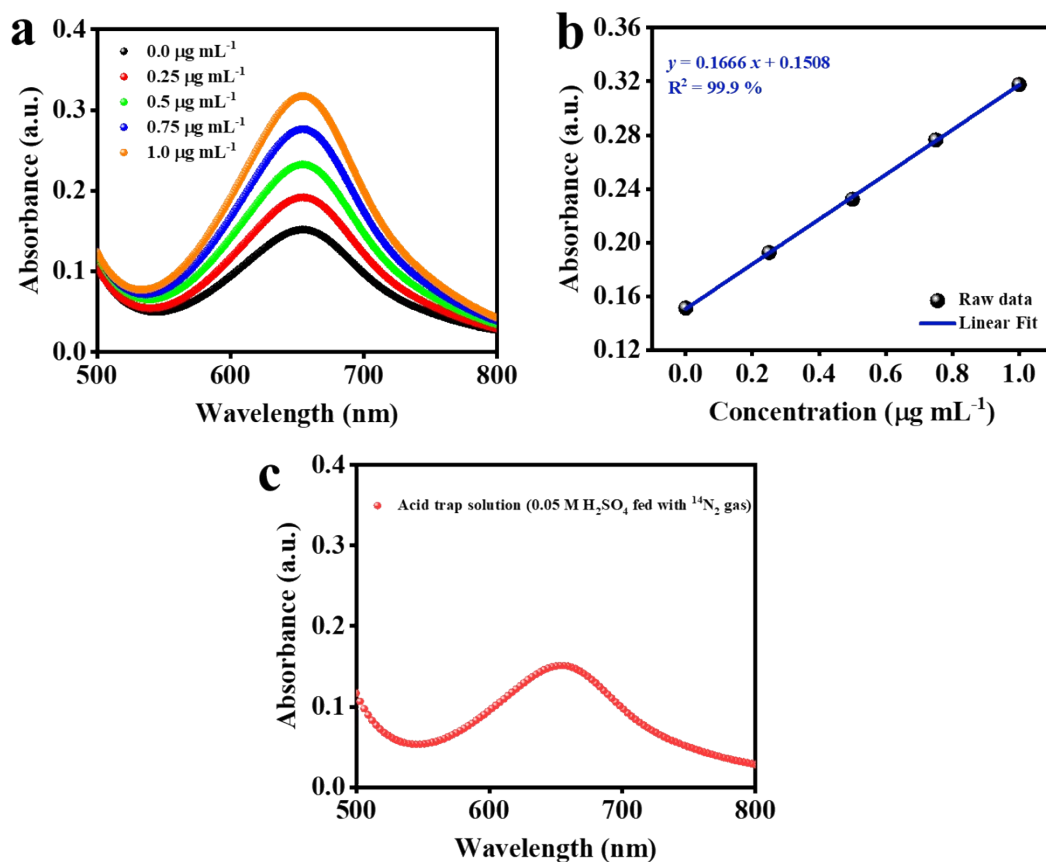 a
0.4
0.3
0.2
0.1
0.0
Absorbance (a.u.)
0.0 μg mL⁻¹
0.25 μg mL⁻¹
0.5 μg mL⁻¹
0.75 μg mL⁻¹
1.0 μg mL⁻¹
500 600 700 800
Wavelength (nm)
b
0.36
0.32
0.28
0.24
0.20
0.16
0.12
Absorbance (a.u.)
y = 0.1666 x + 0.1508
R² = 99.9 %
Raw data
Linear Fit
0.0 0.2 0.4 0.6 0.8 1.0
Concentration (μg mL⁻¹)
c
0.4
0.3
0.2
0.1
0.0
Absorbance (a.u.)
Acid trap solution (0.05 M H₂SO₄ fed with ¹⁴N₂ gas)
500 600 700 800
Wavelength (nm)